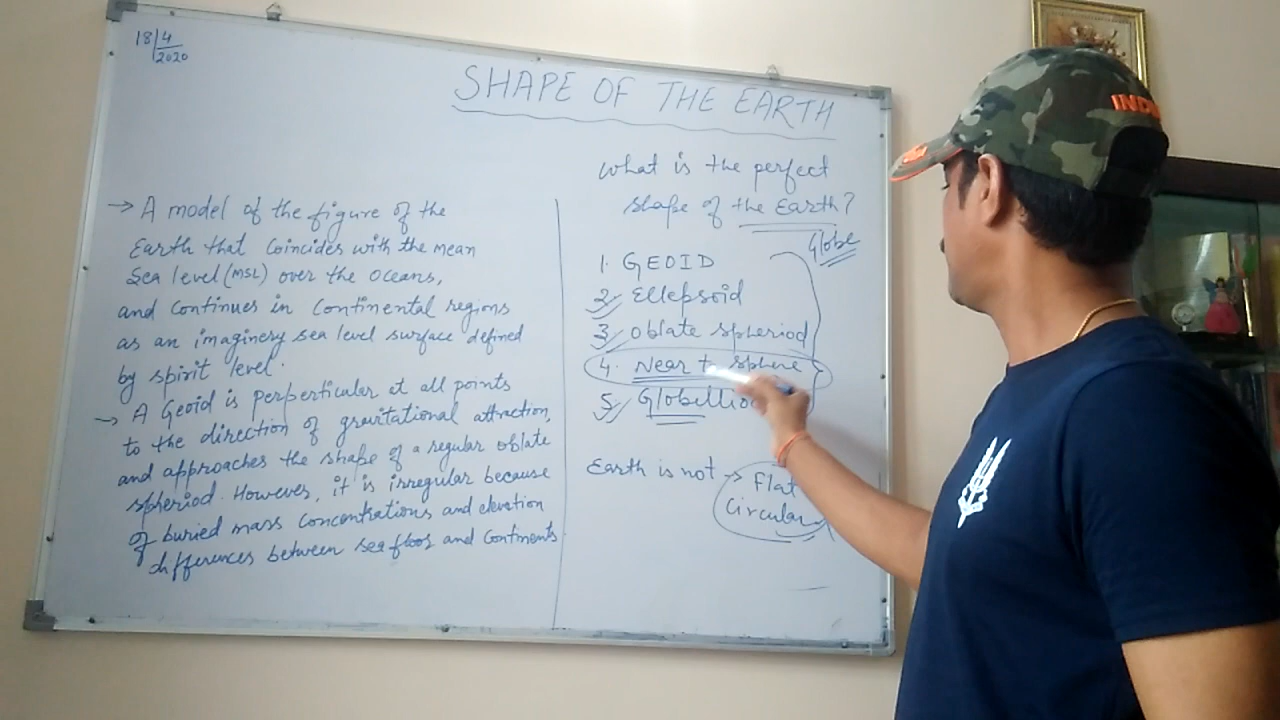 18/4/2020
SHAPE OF THE EARTH
→ A model of the figure of the
Earth that Coincides with the mean
Sea level (MSL) over the Oceans,
and Continues in Continental regions
as an imaginery sea level surface defined
by spirit level.
→ A Geoid is perperticular at all points
to the direction of gravitational attraction,
and approaches the shape of a regular oblate
spheriod. However, it is irregular because
of buried mass Concentrations and elevation
differences between seafloor and Continents
What is the perfect
shape of the Earth?
Globe
1. GEOID
2. Ellepsoid
3. oblate spheriod
4. Near to sphere
5.
Earth is not → Flat
Circular
INDI